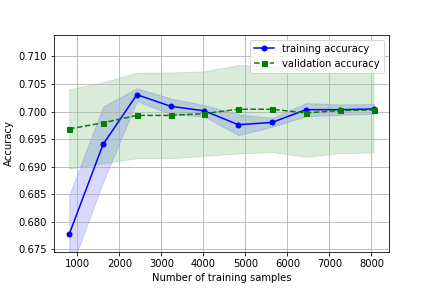 training accuracy
validation accuracy
0.710
0.705
0.700
0.695
0.690
0.685
0.680
0.675
Accuracy
1000 2000 3000 4000 5000 6000 7000 8000
Number of training samples